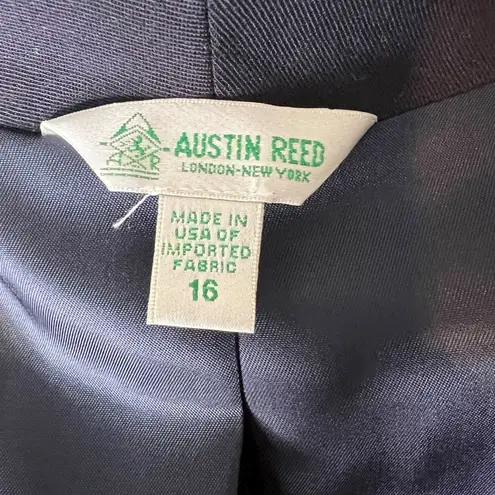 AUSTIN REED
LONDON-NEW YORK
A R
MADE IN
USA OF
IMPORTED
FABRIC
16